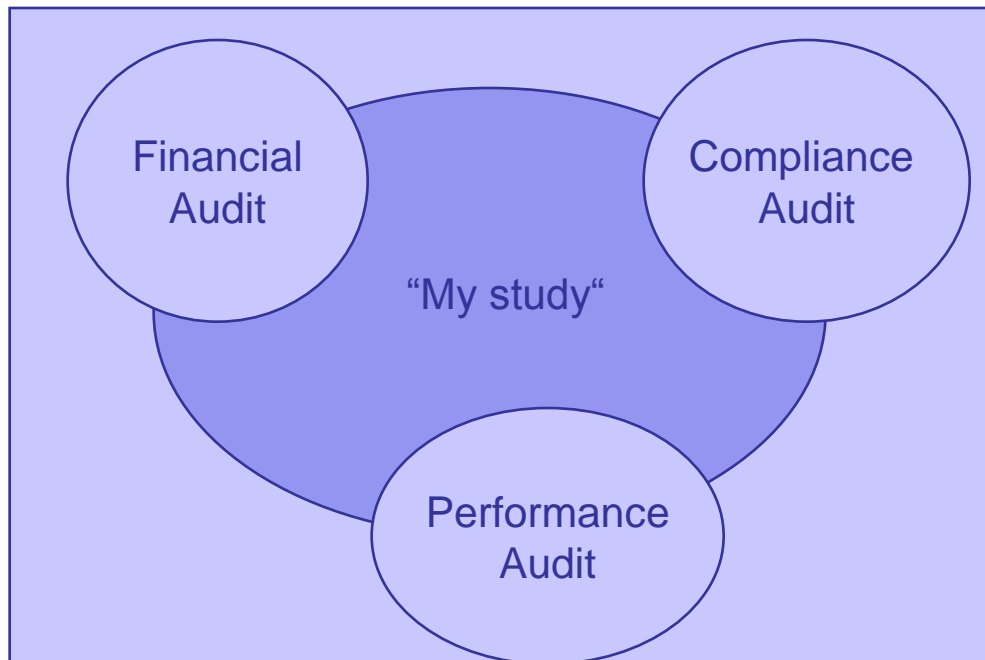 Financial
Audit
Compliance
Audit
“My study“
Performance
Audit